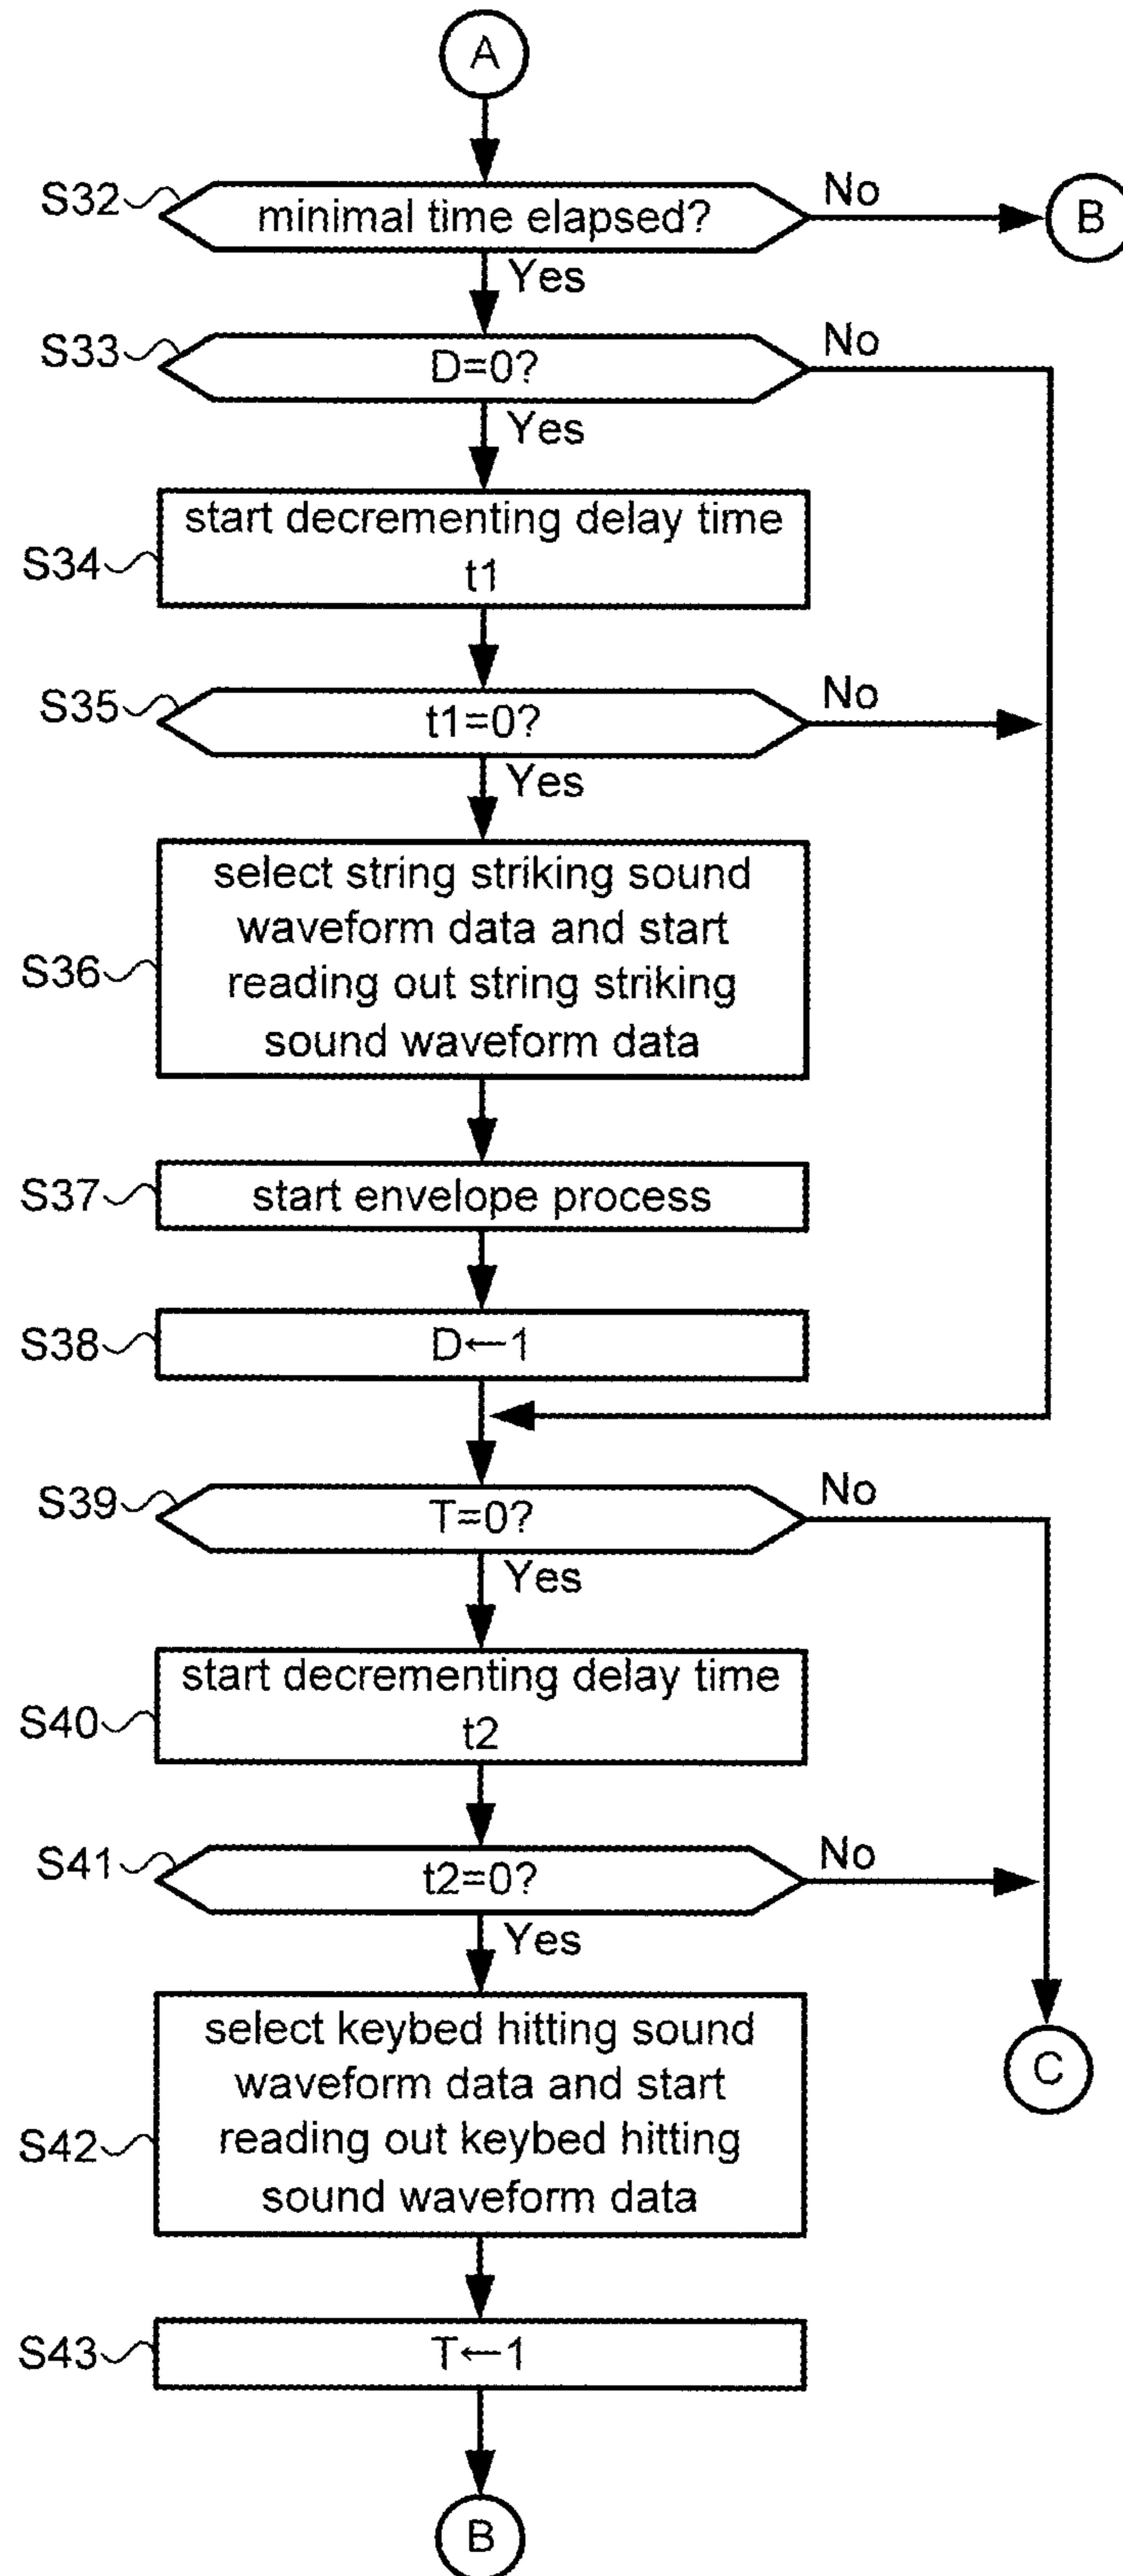 A
S32
minimal time elapsed?
No
B
Yes
S33
D=0?
No
Yes
S34
start decrementing delay time
t1
S35
t1=0?
No
Yes
S36
select string striking sound
waveform data and start
reading out string striking
sound waveform data
S37
start envelope process
S38
D←1
S39
T=0?
No
Yes
S40
start decrementing delay time
t2
S41
t2=0?
No
Yes
S42
select keybed hitting sound
waveform data and start
reading out keybed hitting
sound waveform data
C
S43
T←1
B